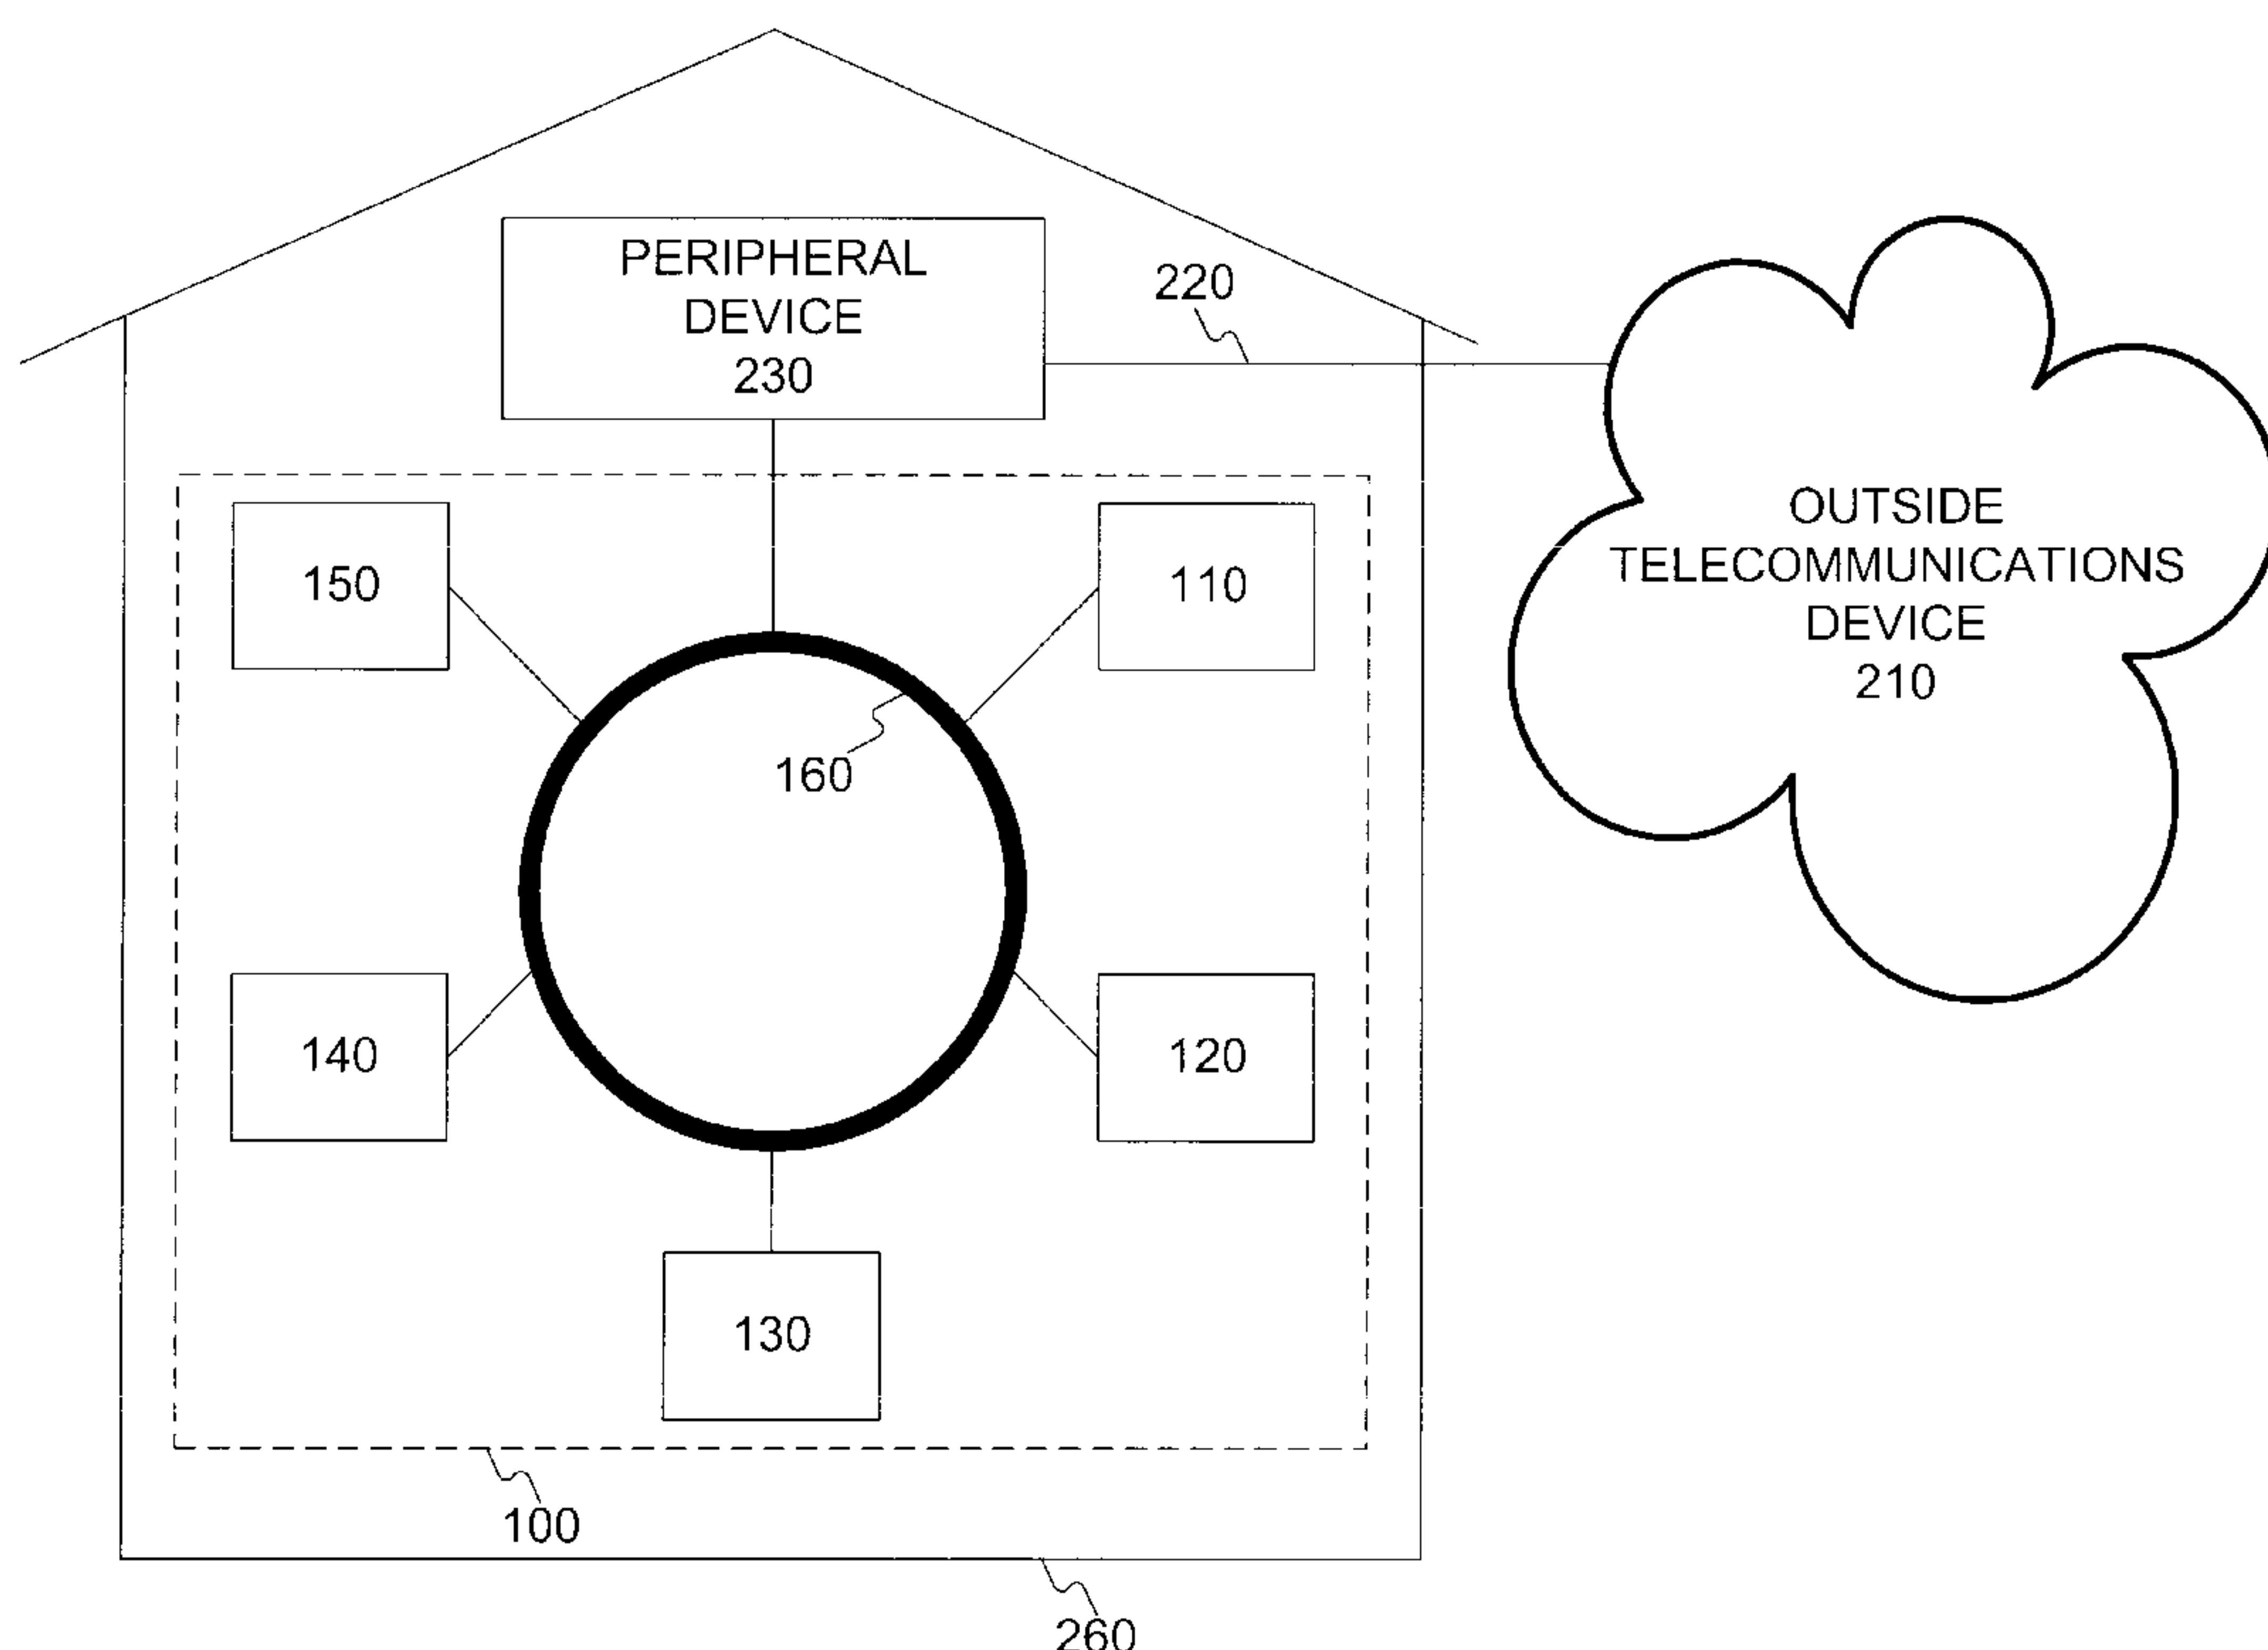 PERIPHERAL
DEVICE
230
220
OUTSIDE
TELECOMMUNICATIONS
DEVICE
210
150
110
160
140
120
130
100
260